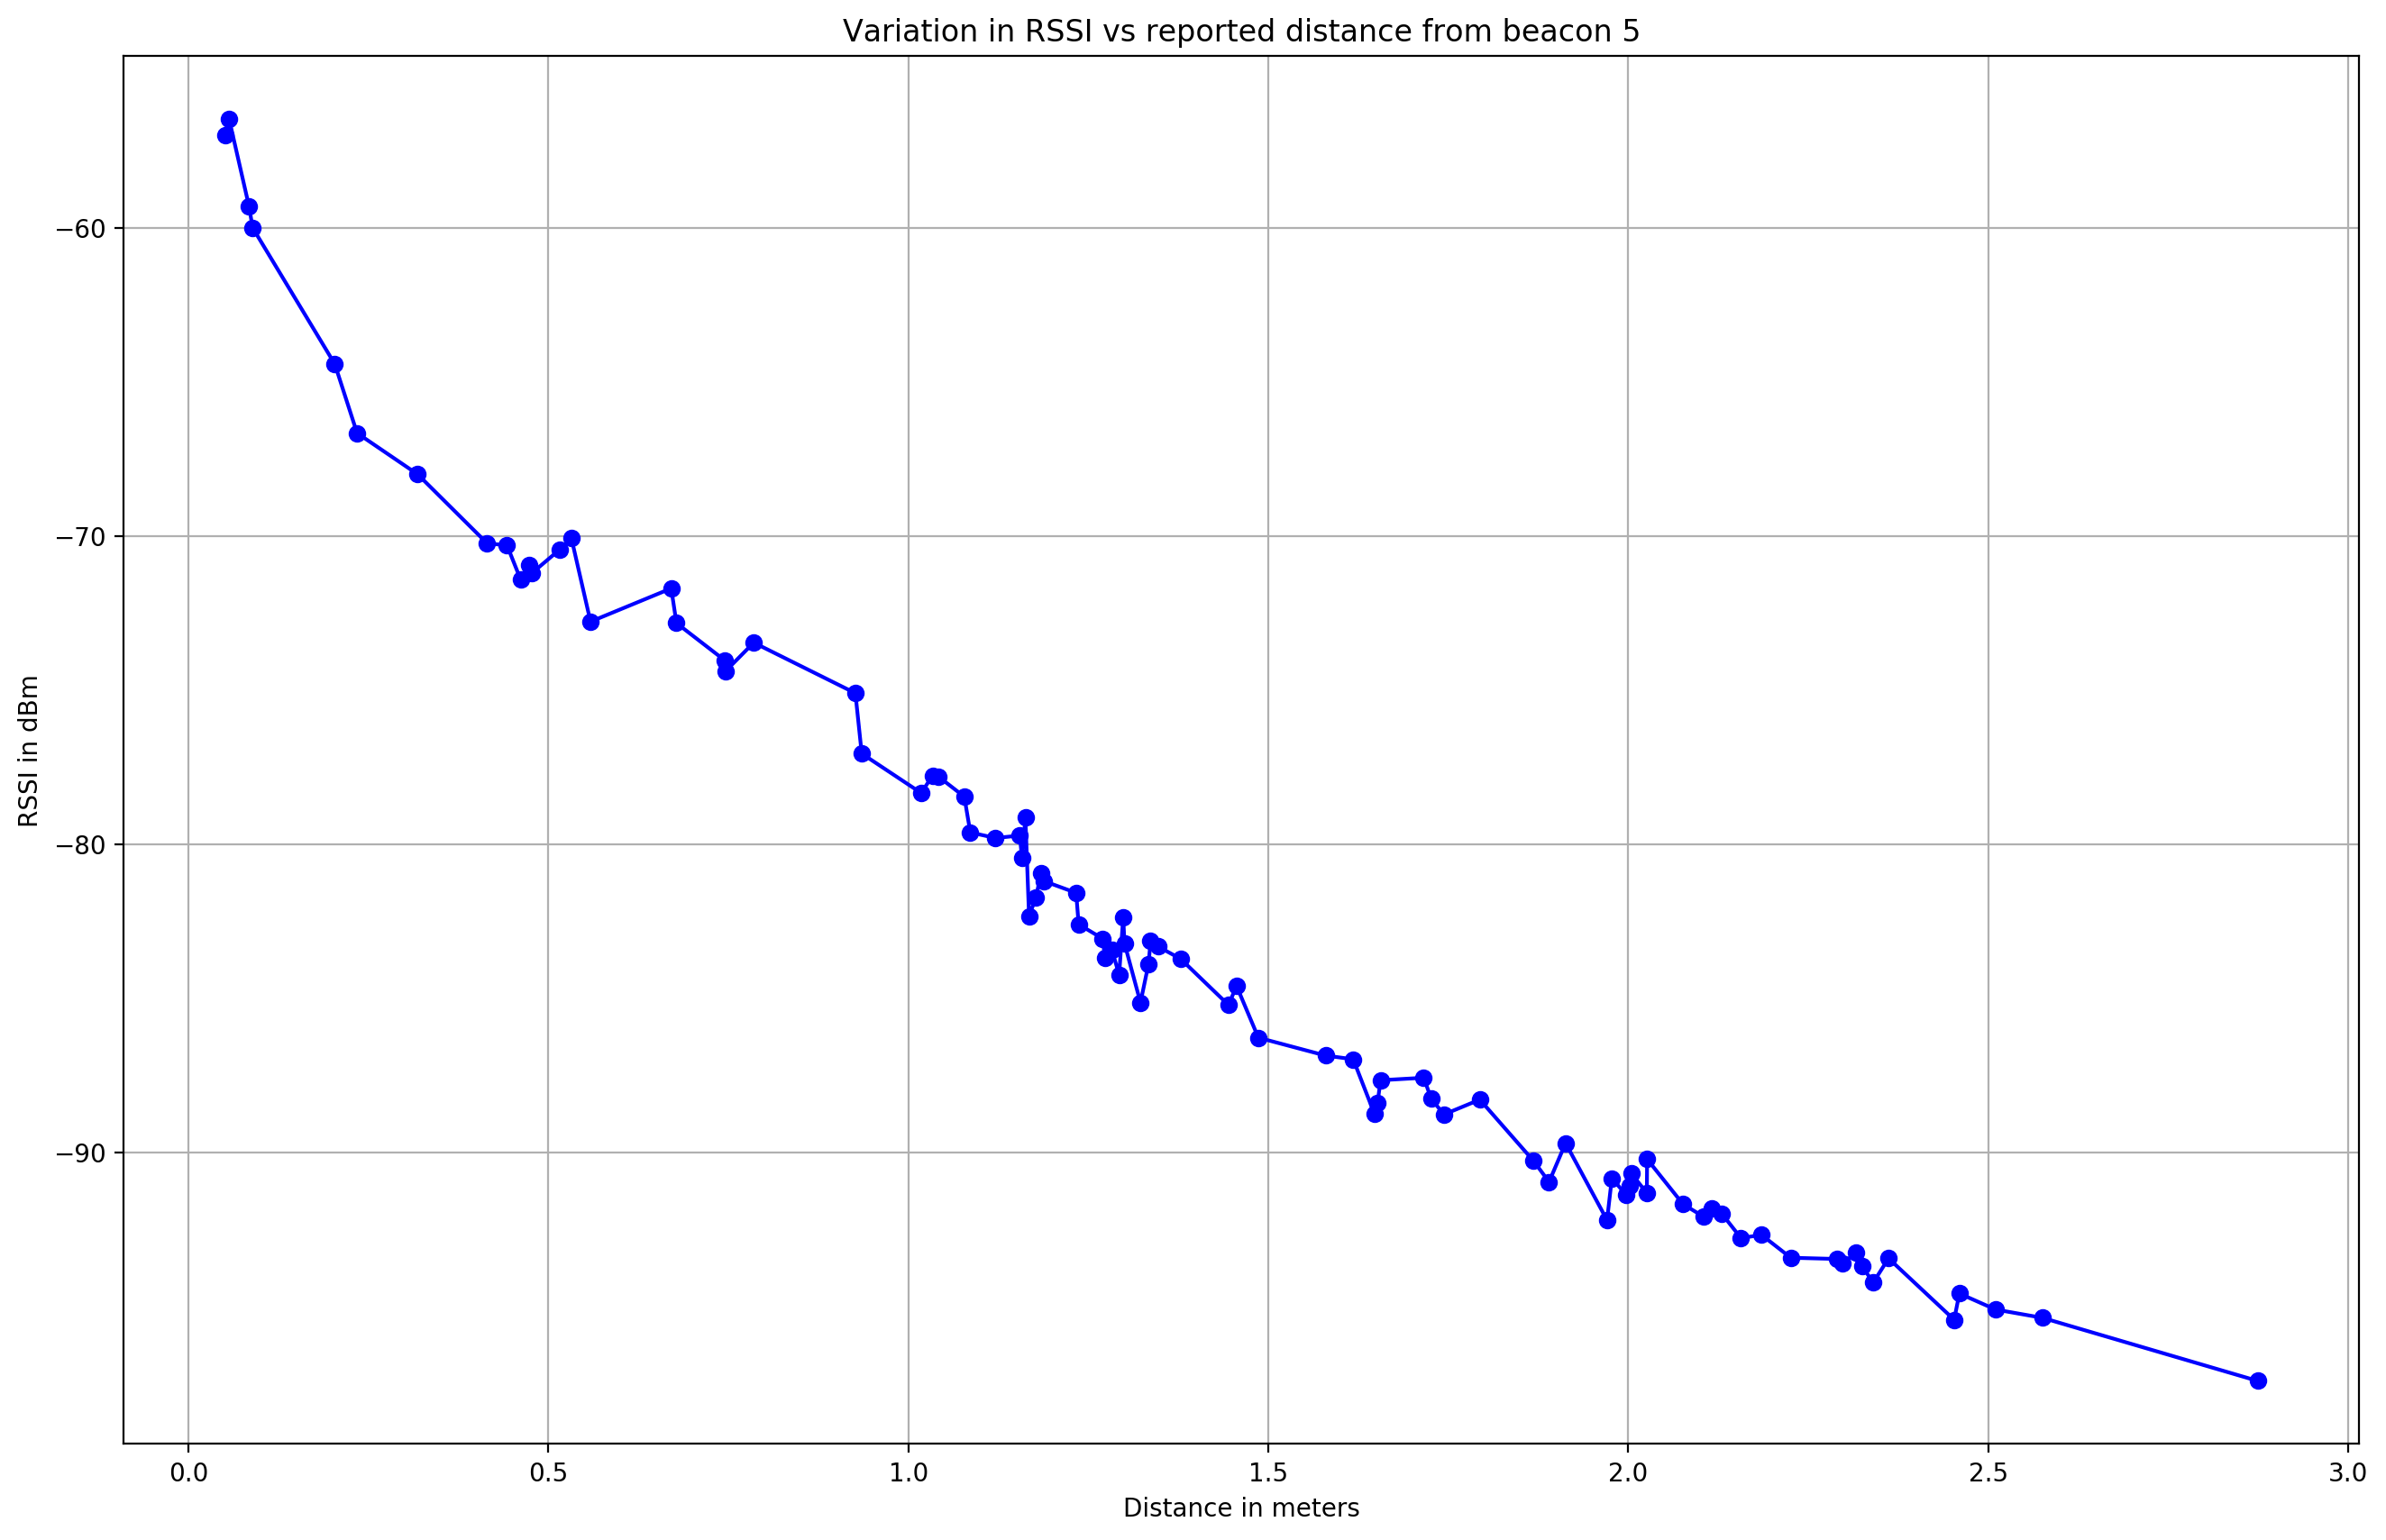 Variation in RSSI vs reported distance from beacon 5
RSSI in dBm
−60
−70
−80
−90
0.0 0.5 1.0 1.5 2.0 2.5 3.0
Distance in meters